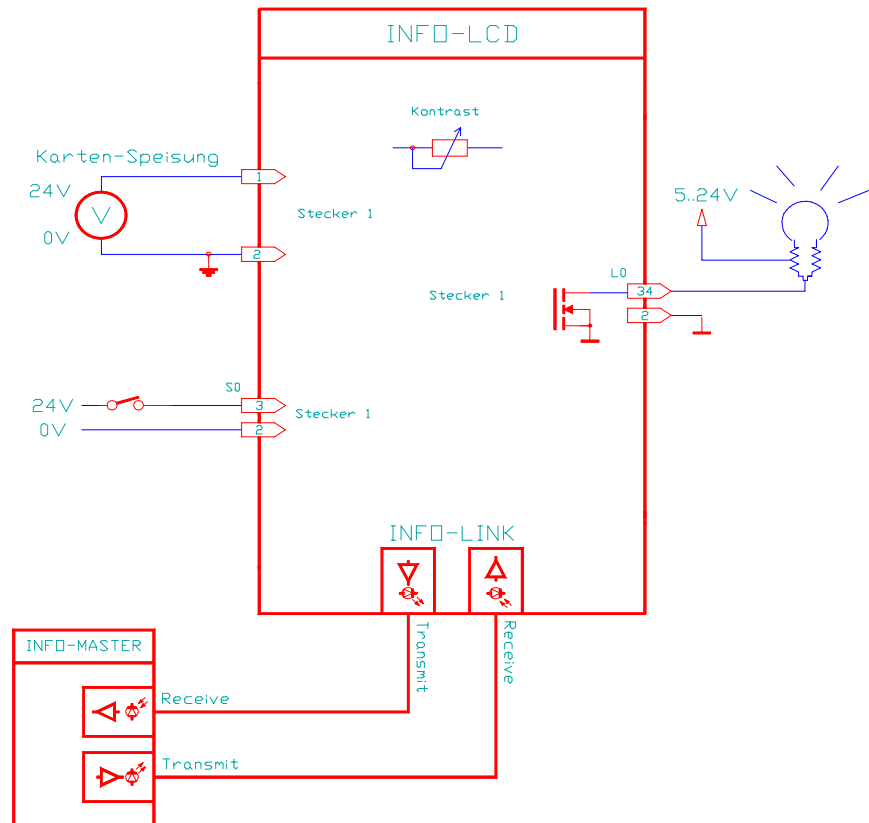 INFO-LCD
Kontrast
Karten-Speisung
24V
1
5..24V
V
Stecker 1
0V
2
L0
Stecker 1
34
2
S0
24V
3
Stecker 1
0V
2
INFO-LINK
Transmit
Receive
INFO-MASTER
Receive
Transmit